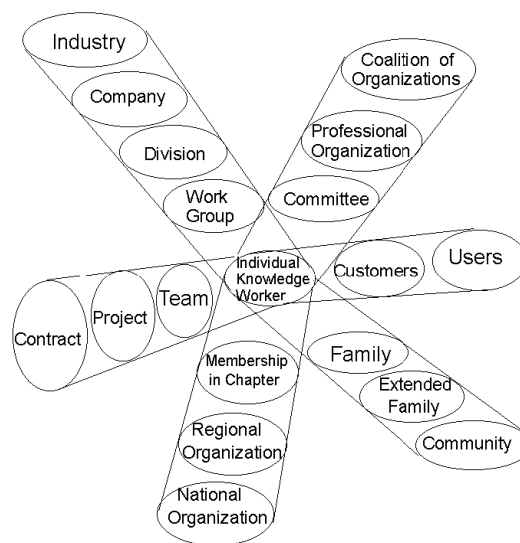 Industry
Company
Division
Work
Group
Coalition of
Organizations
Professional
Organization
Committee
Individual
Knowledge
Worker
Customers
Users
Team
Project
Contract
Membership
in Chapter
Regional
Organization
National
Organization
Family
Extended
Family
Community